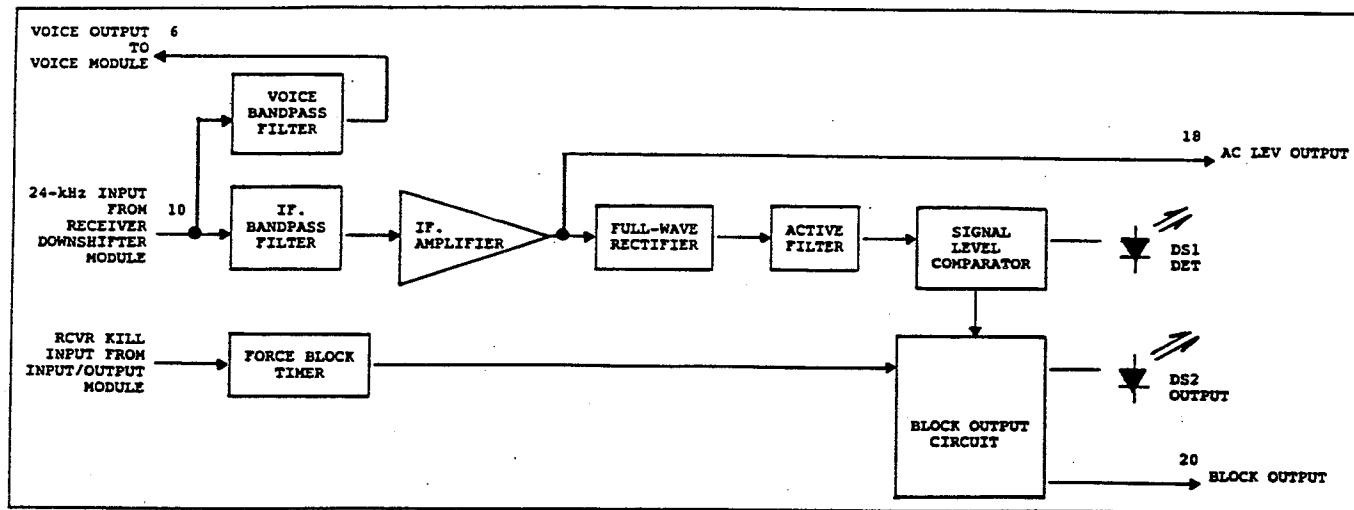 VOICE OUTPUT 6
TO
VOICE MODULE
VOICE
BANDPASS
FILTER
18
AC LEV OUTPUT
24-kHz INPUT
FROM
RECEIVER
DOWNSHIFTER
MODULE
10
IF.
BANDPASS
FILTER
IF.
AMPLIFIER
FULL-WAVE
RECTIFIER
ACTIVE
FILTER
SIGNAL
LEVEL
COMPARATOR
DS1
DET
RCVR KILL
INPUT FROM
INPUT/OUTPUT
MODULE
FORCE BLOCK
TIMER
BLOCK OUTPUT
CIRCUIT
DS2
OUTPUT
20
BLOCK OUTPUT